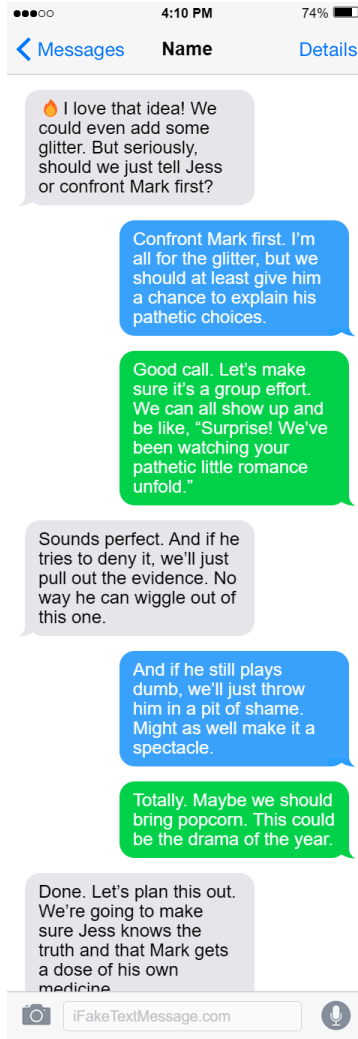 4:10 PM
74%
Messages
Name
Details
🔥 I love that idea! We
could even add some
glitter. But seriously,
should we just tell Jess
or confront Mark first?
Confront Mark first. I'm
all for the glitter, but we
should at least give him
a chance to explain his
pathetic choices.
Good call. Let's make
sure it's a group effort.
We can all show up and
be like, “Surprise! We've
been watching your
pathetic little romance
unfold.”
Sounds perfect. And if he
tries to deny it, we'll just
pull out the evidence. No
way he can wiggle out of
this one.
And if he still plays
dumb, we'll just throw
him in a pit of shame.
Might as well make it a
spectacle.
Totally. Maybe we should
bring popcorn. This could
be the drama of the year.
Done. Let's plan this out.
We're going to make
sure Jess knows the
truth and that Mark gets
a dose of his own
medicine
iFakeTextMessage.com